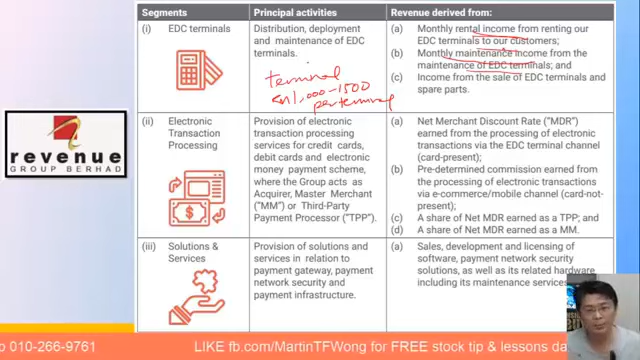 Segments
Principal activities
Revenue derived from:
(i) EDC terminals
Distribution, deployment
and maintenance of EDC
terminals.
terminal
1,000-1500
per terminal
(a) Monthly rental income from renting our
EDC terminals to our customers;
(b) Monthly maintenance income from the
maintenance of EDC terminals; and
(c) Income from the sale of EDC terminals and
spare parts.
revenue
GROUP BERHAD
(ii) Electronic
Transaction
Processing
Provision of electronic
transaction processing
services for credit cards,
debit cards and electronic
money payment scheme,
where the Group acts as
Acquirer, Master Merchant
("MM") or Third-Party
Payment Processor ("TPP").
(a) Net Merchant Discount Rate ("MDR")
earned from the processing of electronic
transactions via the EDC terminal channel
(card-present);
(b) Pre-determined commission earned from
the processing of electronic transactions
via e-commerce/mobile channel (card-not-
present);
(c) A share of Net MDR earned as a TPP; and
(d) A share of Net MDR earned as a MM.
(iii) Solutions &
Services
Provision of solutions and
services in relation to
payment gateway, payment
network security and
payment infrastructure.
(a) Sales, development and licensing of
software, payment network security
solutions, as well as its related hardware
including its maintenance services
p 010-266-9761
LIKE fb.com/MartinTFWong for FREE stock tip & lessons da